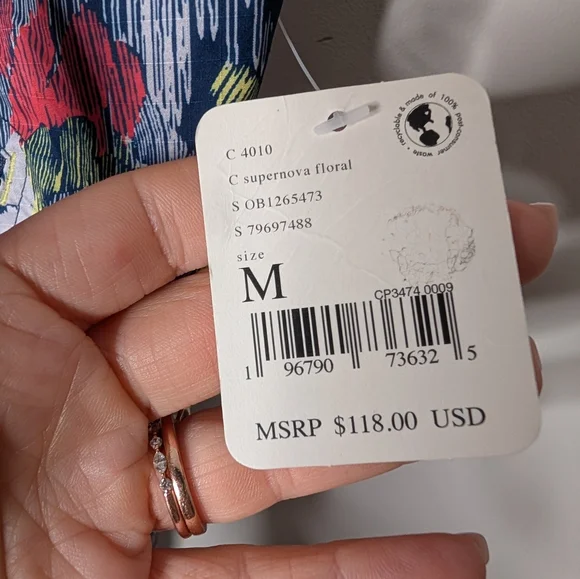 recyclable & made of 100% post-consumer waste •
C 4010
C supernova floral
S OB1265473
S 79697488
size
M
CP3474 0009
1 96790 73632 5
MSRP $118.00 USD